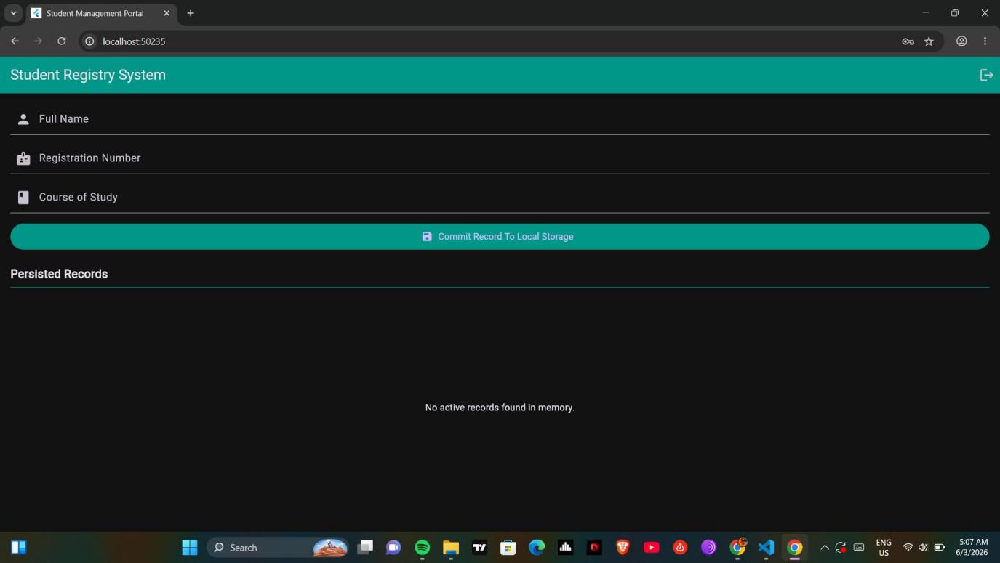 Student Management Portal
localhost:50235
Student Registry System
Full Name
Registration Number
Course of Study
Commit Record To Local Storage
Persisted Records
No active records found in memory.
Search
ENG
US
5:07 AM
6/3/2026